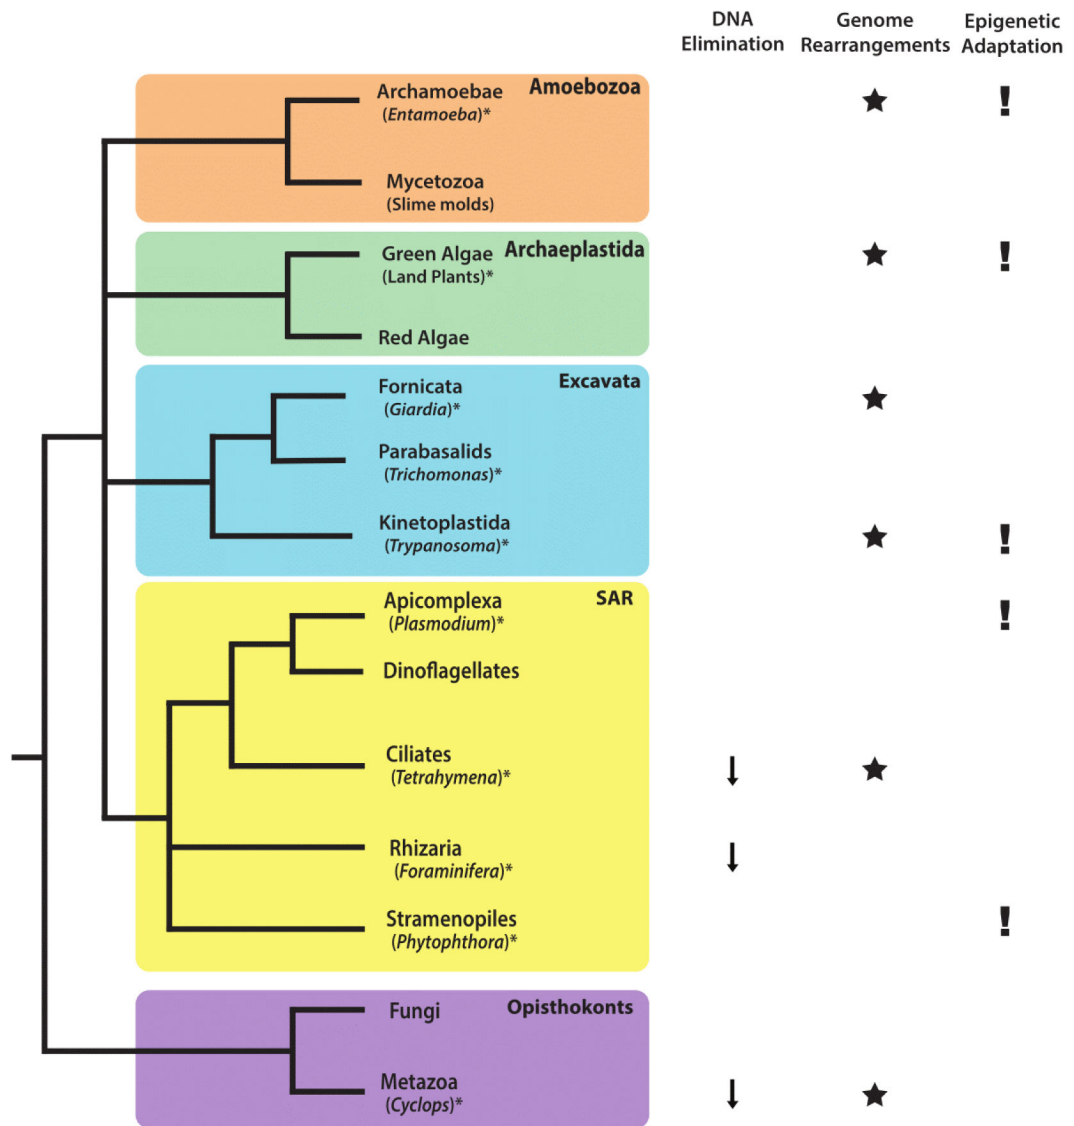 DNA Elimination
Genome Rearrangements
Epigenetic Adaptation
Amoebozoa
Archamoebae
(Entamoeba)*
!
Mycetozoa
(Slime molds)
Archaeplastida
Green Algae
(Land Plants)*
!
Red Algae
Excavata
Fornicata
(Giardia)*
Parabasalids
(Trichomonas)*
Kinetoplastida
(Trypanosoma)*
!
SAR
Apicomplexa
(Plasmodium)*
!
Dinoflagellates
Ciliates
(Tetrahymena)*
Rhizaria
(Foraminifera)*
Stramenopiles
(Phytophthora)*
!
Opisthokonts
Fungi
Metazoa
(Cyclops)*